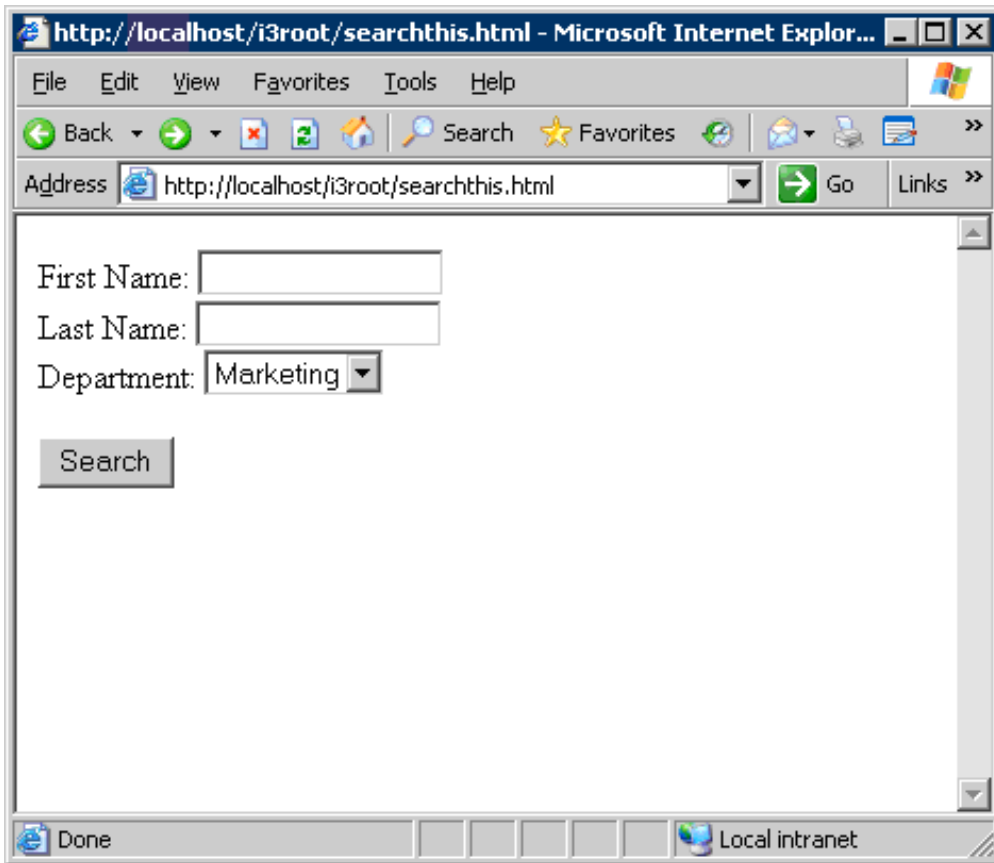 http://localhost/i3root/searchthis.html - Microsoft Internet Explor...
File Edit View Favorites Tools Help
Back Search Favorites »
Address http://localhost/i3root/searchthis.html Go Links »
First Name:
Last Name:
Department: Marketing
Search
Done Local intranet